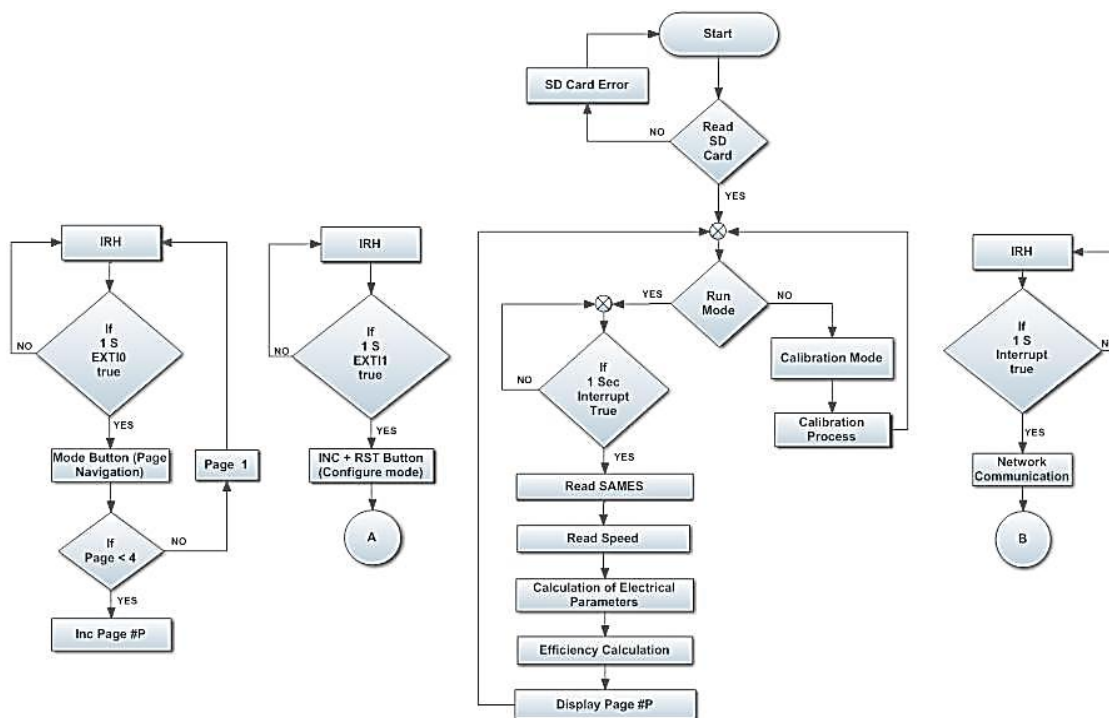 Start
SD Card Error
NO
Read
SD
Card
YES
IRH
NO
If
1 S
EXTI0
true
YES
Mode Button (Page
Navigation)
Page 1
If
Page < 4
NO
YES
Inc Page #P
IRH
NO
If
1 S
EXTI1
true
YES
INC + RST Button
(Configure mode)
A
YES
Run
Mode
NO
Calibration Mode
Calibration
Process
If
1 Sec
Interrupt
True
NO
YES
Read SAMES
Read Speed
Calculation of Electrical
Parameters
Efficiency Calculation
Display Page #P
IRH
If
1 S
Interrupt
true
YES
Network
Communication
B